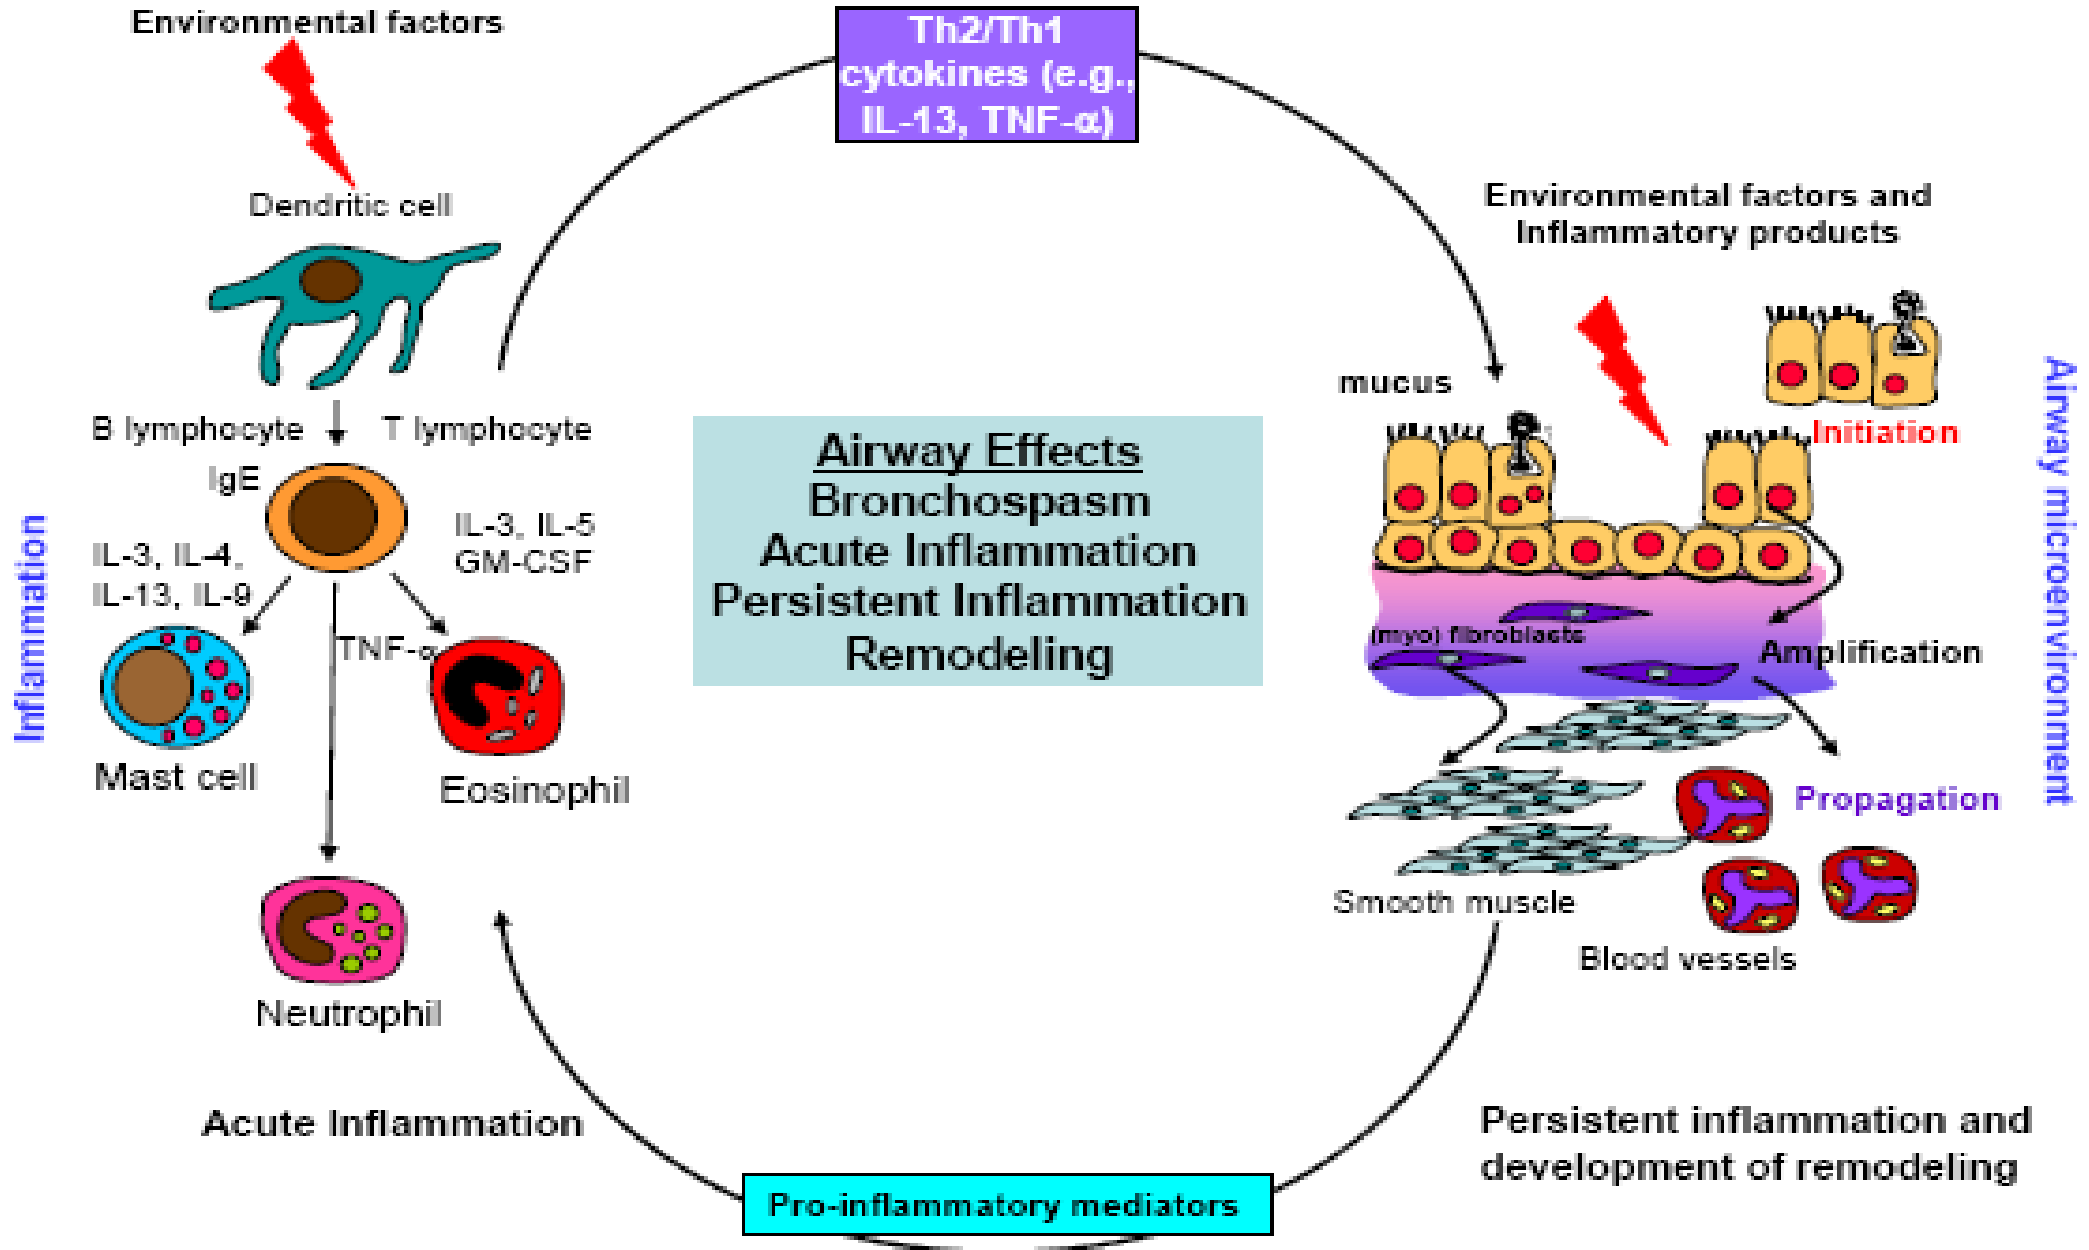 Environmental factors
Dendritic cell
B lymphocyte
T lymphocyte
IgE
IL-3, IL-4,
IL-13, IL-9
IL-3, IL-5
GM-CSF
TNF-α
Mast cell
Eosinophil
Neutrophil
Inflammation
Acute Inflammation
Th2/Th1
cytokines (e.g.,
IL-13, TNF-α)
Airway Effects
Bronchospasm
Acute Inflammation
Persistent Inflammation
Remodeling
Pro-inflammatory mediators
Environmental factors and
Inflammatory products
mucus
Initiation
(myo) fibroblasts
Amplification
Propagation
Smooth muscle
Blood vessels
Airway microenvironment
Persistent inflammation and
development of remodeling